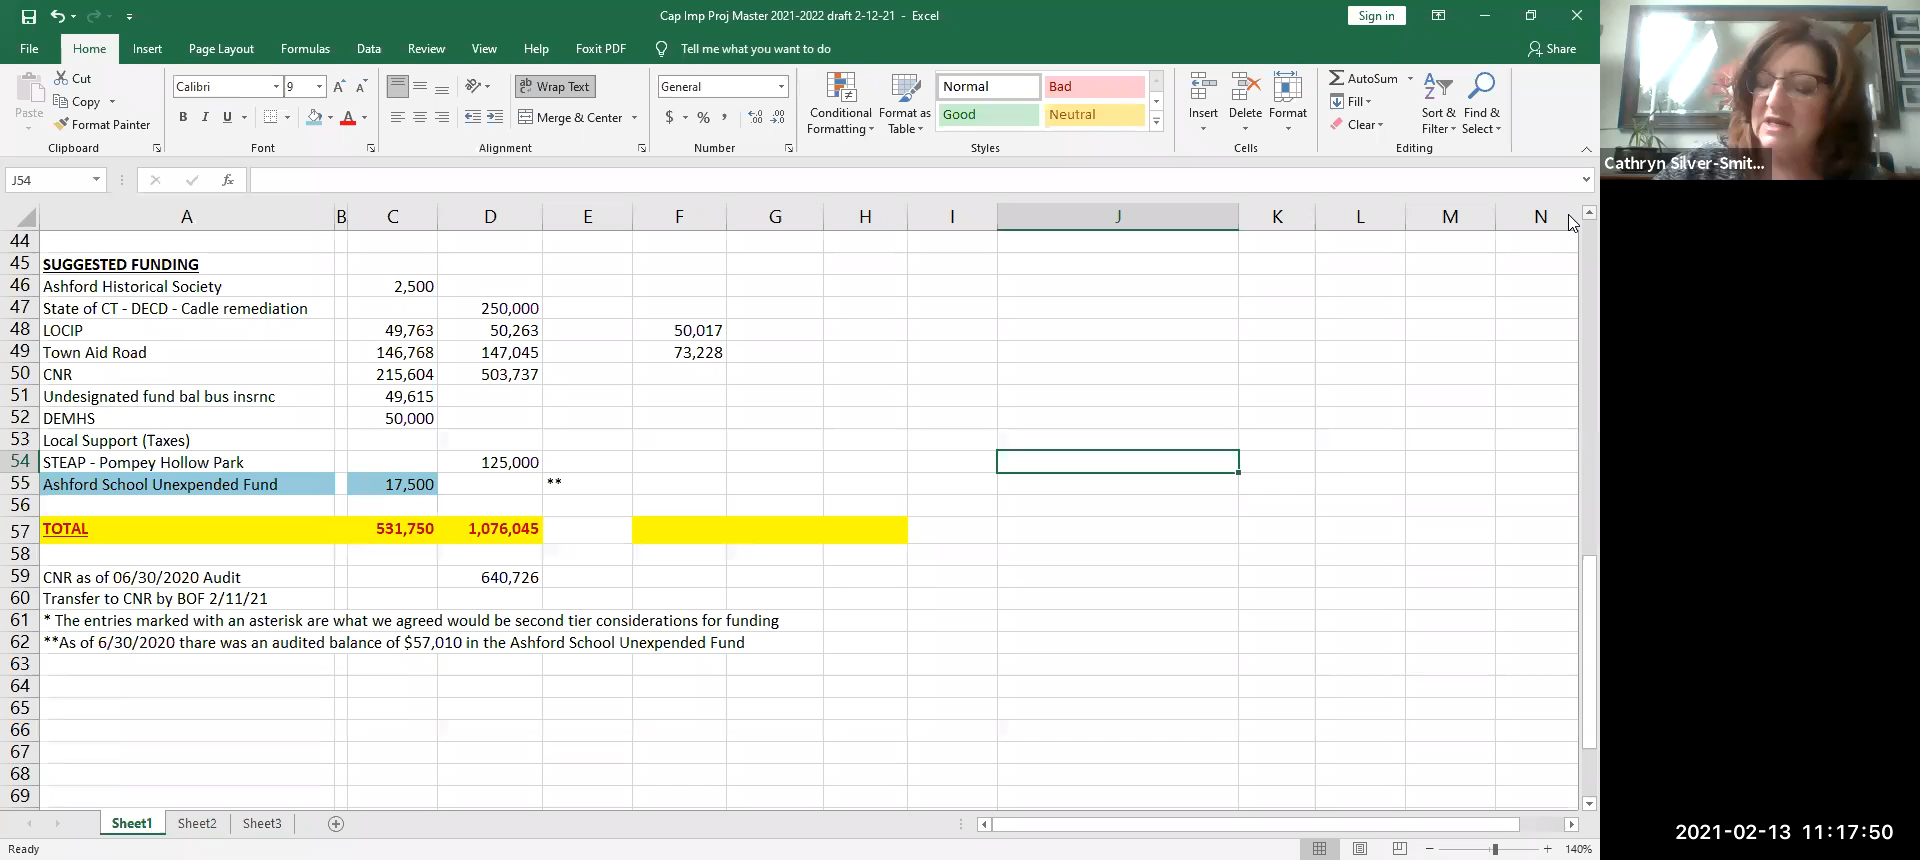 Cap Imp Proj Master 2021-2022 draft 2-12-21 - Excel
Sign in
File Home Insert Page Layout Formulas Data Review View Help Foxit PDF Tell me what you want to do Share
Paste
Cut
Copy
Format Painter
Clipboard
Calibri 9
B I U
Font
Wrap Text
Merge & Center
Alignment
General
$ % ,
Number
Conditional Formatting
Format as Table
Normal Bad
Good Neutral
Styles
Insert Delete Format
Cells
AutoSum
Fill
Clear
Sort & Filter
Find & Select
Editing
Cathryn Silver-Smit...
J54 fx
A B C D E F G H I J K L M N
44
45 SUGGESTED FUNDING
46 Ashford Historical Society 2,500
47 State of CT - DECD - Cadle remediation 250,000
48 LOCIP 49,763 50,263 50,017
49 Town Aid Road 146,768 147,045 73,228
50 CNR 215,604 503,737
51 Undesignated fund bal bus insrnc 49,615
52 DEMHS 50,000
53 Local Support (Taxes)
54 STEAP - Pompey Hollow Park 125,000
55 Ashford School Unexpended Fund 17,500 **
56
57 TOTAL 531,750 1,076,045
58
59 CNR as of 06/30/2020 Audit 640,726
60 Transfer to CNR by BOF 2/11/21
61 * The entries marked with an asterisk are what we agreed would be second tier considerations for funding
62 **As of 6/30/2020 thare was an audited balance of $57,010 in the Ashford School Unexpended Fund
63
64
65
66
67
68
69
Sheet1 Sheet2 Sheet3
Ready
140%
2021-02-13 11:17:50